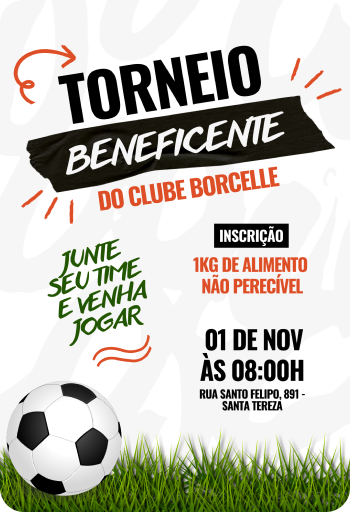 TORNEIO
BENEFICENTE
DO CLUBE BORCELLE
JUNTE
SEU TIME
E VENHA
JOGAR
INSCRIÇÃO
1KG DE ALIMENTO
NÃO PERECÍVEL
01 DE NOV
ÀS 08:00H
RUA SANTO FELIPO, 891 -
SANTA TEREZA